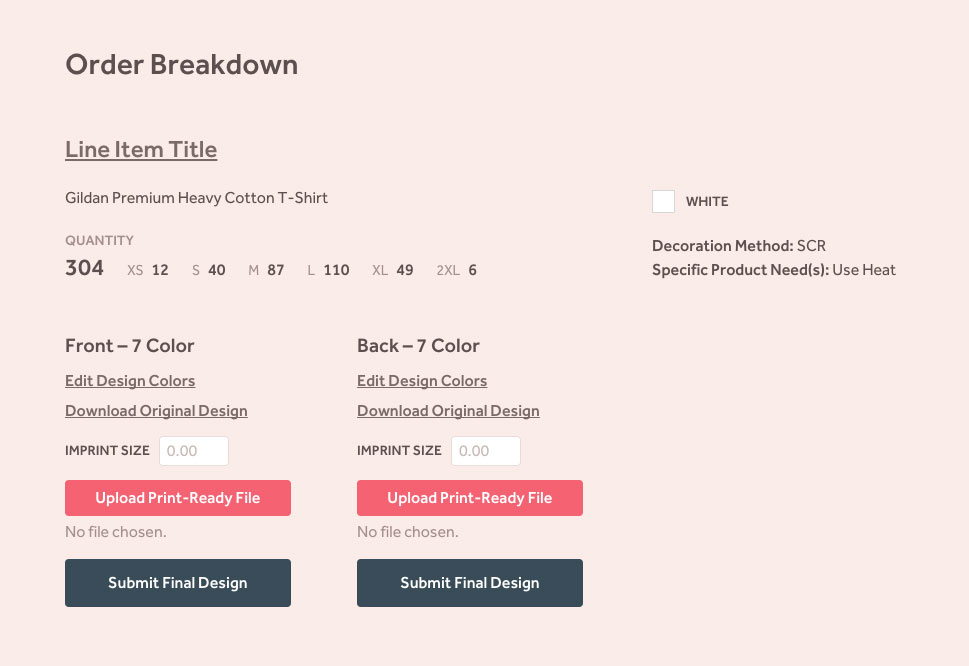 Order Breakdown
Line Item Title
Gildan Premium Heavy Cotton T-Shirt
QUANTITY
304 XS 12 S 40 M 87 L 110 XL 49 2XL 6
WHITE
Decoration Method: SCR
Specific Product Need(s): Use Heat
Front – 7 Color
Edit Design Colors
Download Original Design
IMPRINT SIZE 0.00
Upload Print-Ready File
No file chosen.
Submit Final Design
Back – 7 Color
Edit Design Colors
Download Original Design
IMPRINT SIZE 0.00
Upload Print-Ready File
No file chosen.
Submit Final Design